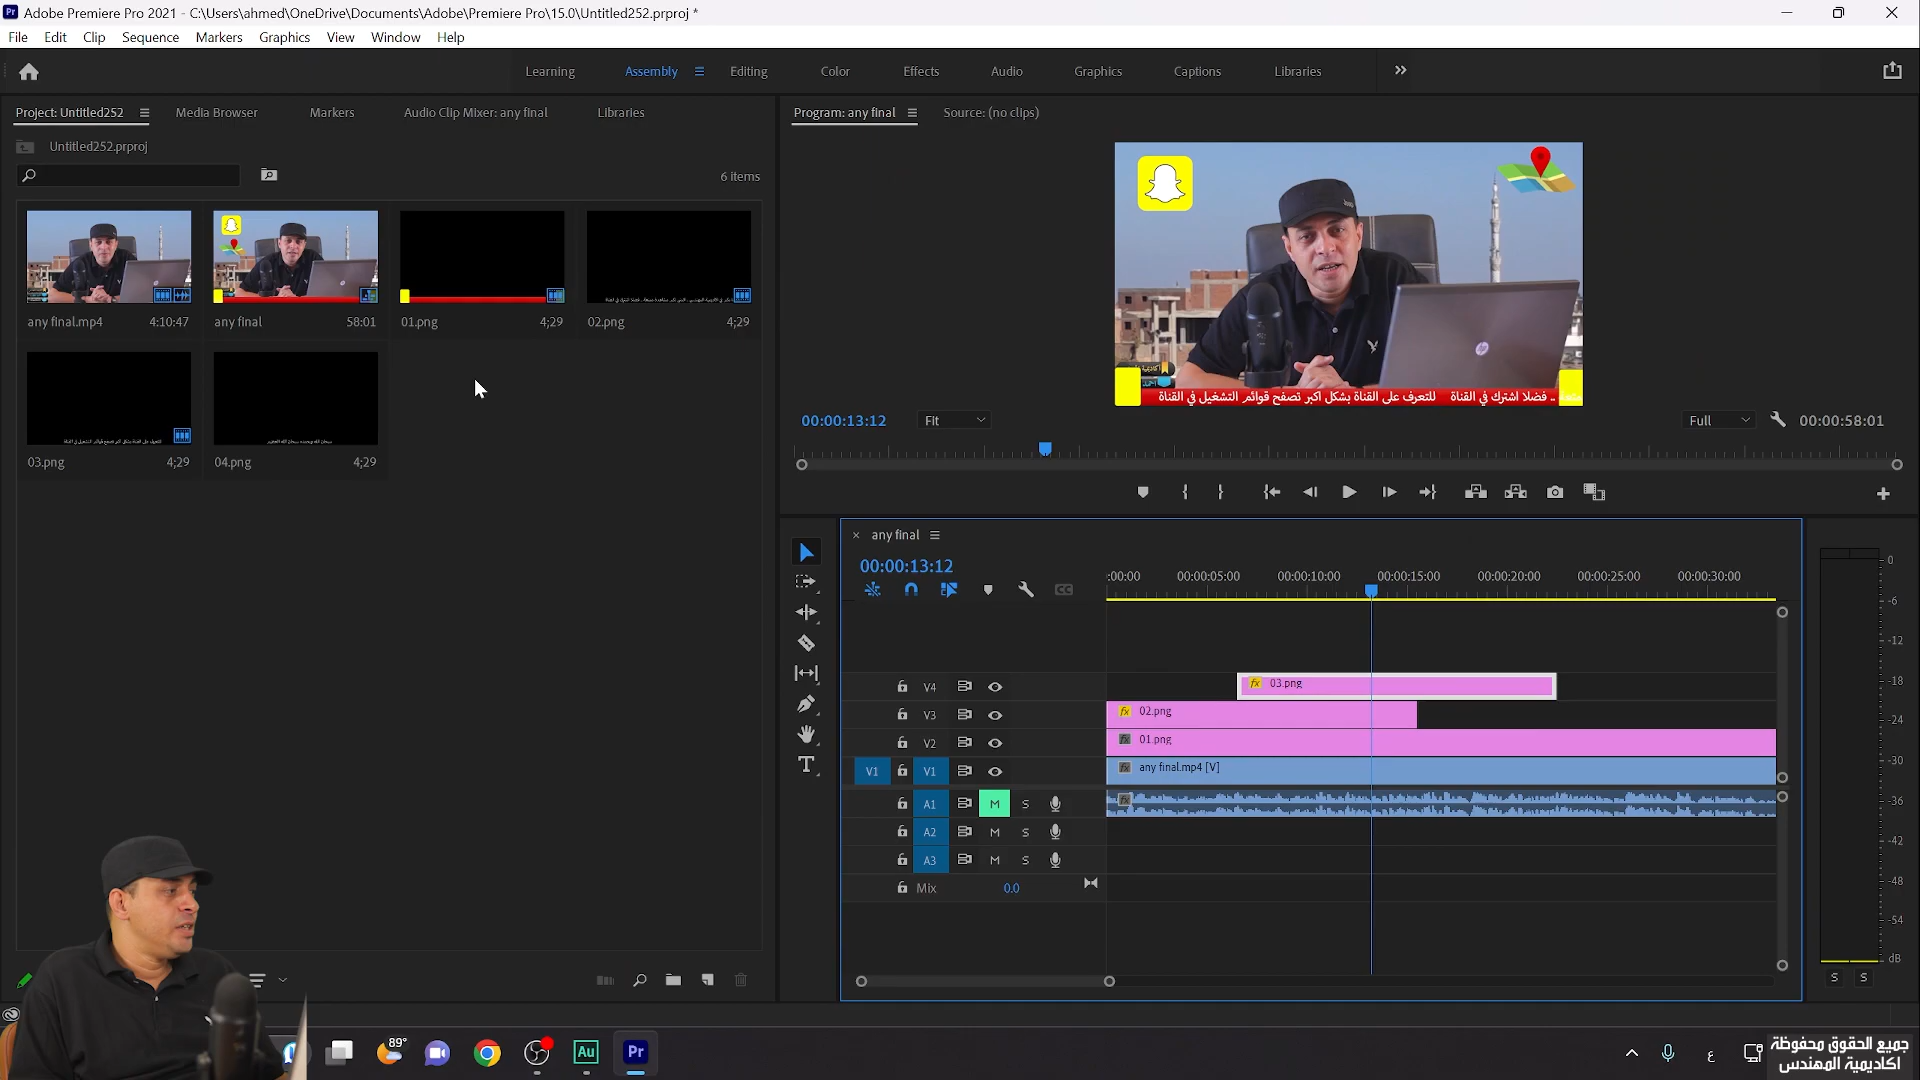 Adobe Premiere Pro 2021 - C:\Users\ahmed\OneDrive\Documents\Adobe\Premiere Pro\15.0\Untitled252.prproj *
File Edit Clip Sequence Markers Graphics View Window Help
Learning Assembly Editing Color Effects Audio Graphics Captions Libraries
Project: Untitled252 Media Browser Markers Audio Clip Mixer: any final Libraries
Program: any final Source: (no clips)
Untitled252.prproj
6 items
any final.mp4 4:10:47
any final 58:01
01.png 4;29
02.png 4;29
03.png 4;29
04.png 4;29
للتعرف على القناة بشكل اكبر تصفح قوائم التشغيل في القناة
.. فضلا اشترك في القناة
00:00:13:12 Fit Full 00:00:58:01
any final
00:00:13:12
:00:00 00:00:05:00 00:00:10:00 00:00:15:00 00:00:20:00 00:00:25:00 00:00:30:00
V4 03.png
V3 02.png
V2 01.png
V1 V1 any final.mp4 [V]
A1 M S
A2 M S
A3 M S
Mix 0.0
0
-6
-12
-18
-24
-30
-36
-42
-48
-54
dB
S S
89°
Au
Pr
ع
جميع الحقوق محفوظة
اكاديمية المهندس